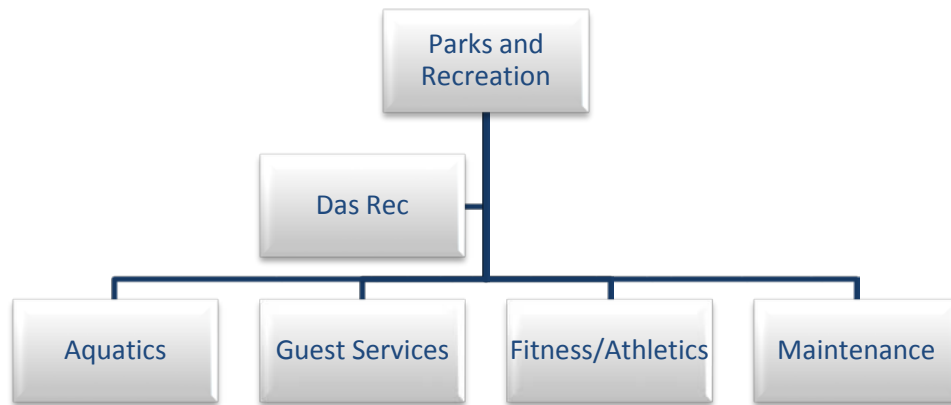 Parks and
Recreation
Das Rec
Aquatics
Guest Services
Fitness/Athletics
Maintenance